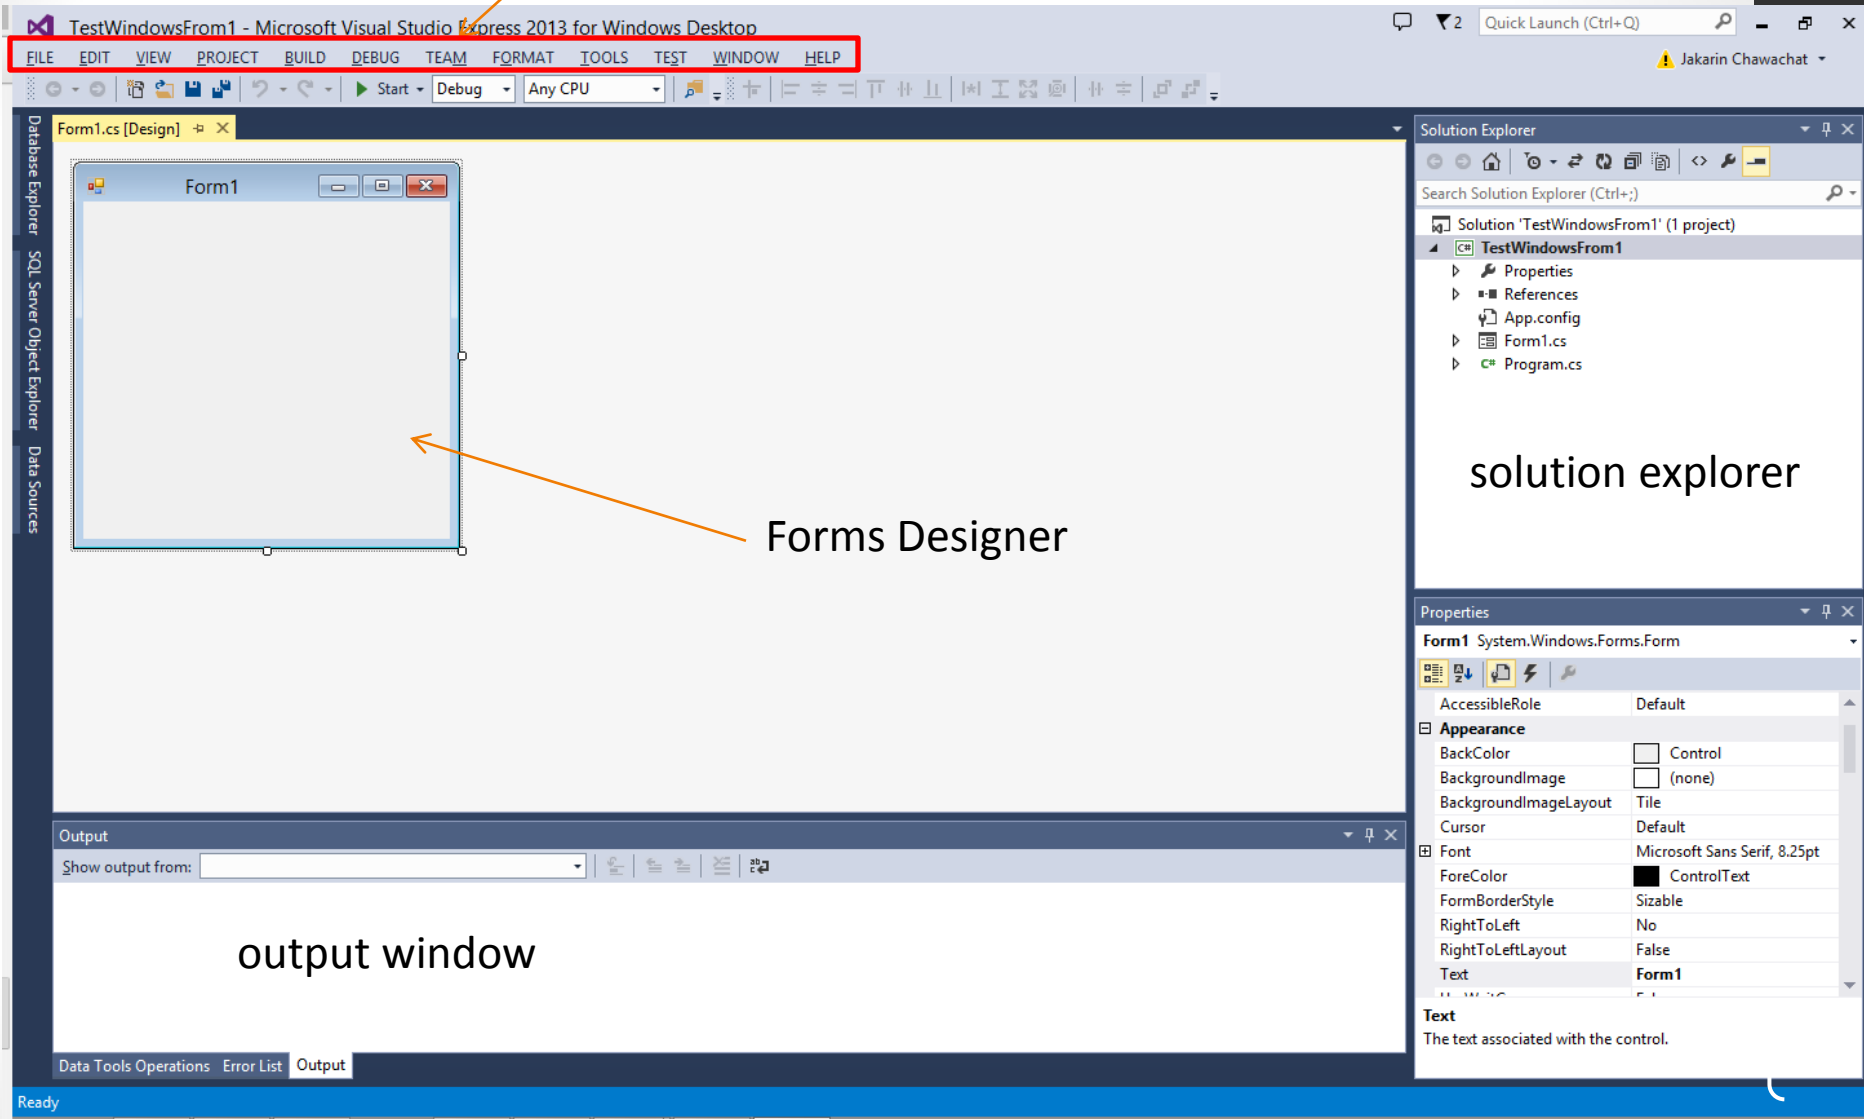 TestWindowsFrom1 - Microsoft Visual Studio Express 2013 for Windows Desktop
2
Quick Launch (Ctrl+Q)
FILE EDIT VIEW PROJECT BUILD DEBUG TEAM FORMAT TOOLS TEST WINDOW HELP
Jakarin Chawachat
Start Debug Any CPU
Database Explorer
SQL Server Object Explorer
Data Sources
Form1.cs [Design]
Form1
Forms Designer
Solution Explorer
Search Solution Explorer (Ctrl+;)
Solution 'TestWindowsFrom1' (1 project)
C# TestWindowsFrom1
Properties
References
App.config
Form1.cs
C# Program.cs
solution explorer
Properties
Form1 System.Windows.Forms.Form
AccessibleRole Default
Appearance
BackColor Control
BackgroundImage (none)
BackgroundImageLayout Tile
Cursor Default
Font Microsoft Sans Serif, 8.25pt
ForeColor ControlText
FormBorderStyle Sizable
RightToLeft No
RightToLeftLayout False
Text Form1
Text
The text associated with the control.
Output
Show output from:
output window
Data Tools Operations Error List Output
Ready